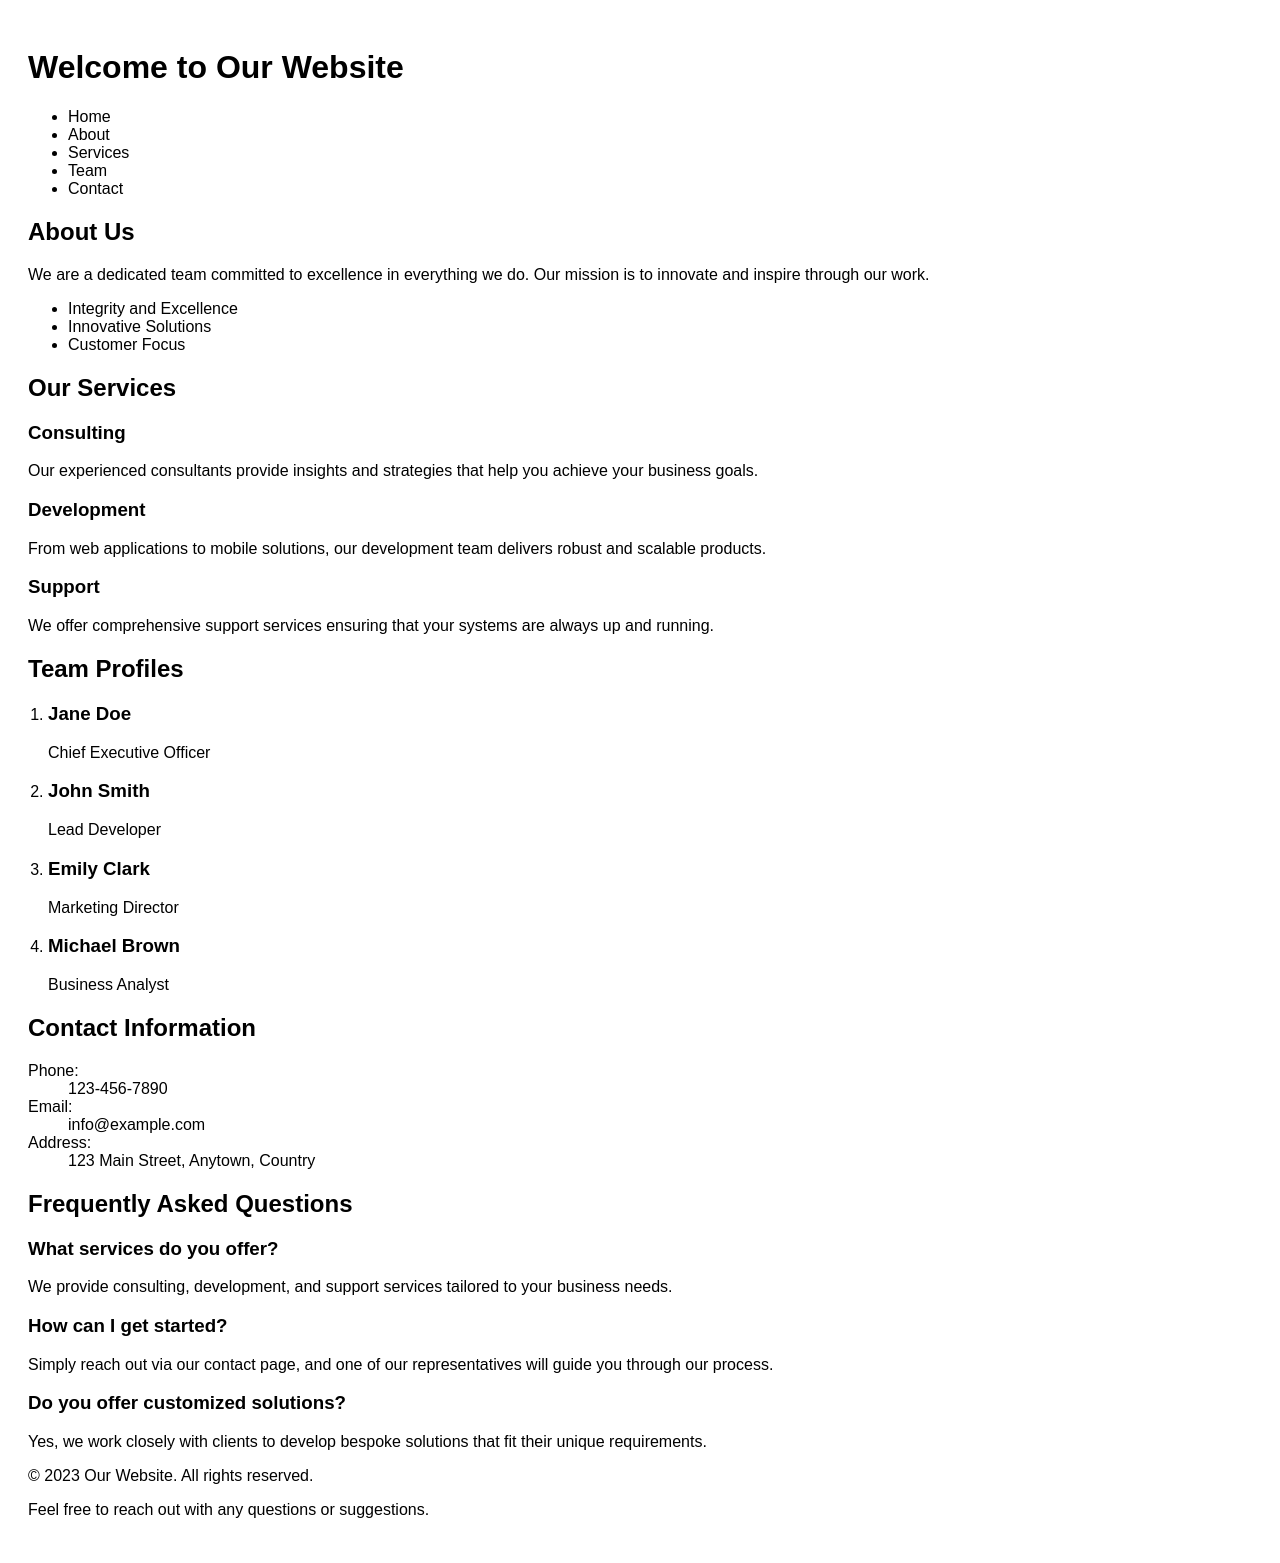 Welcome to Our Website
• Home
• About
• Services
• Team
• Contact
About Us
We are a dedicated team committed to excellence in everything we do. Our mission is to innovate and inspire through our work.
• Integrity and Excellence
• Innovative Solutions
• Customer Focus
Our Services
Consulting
Our experienced consultants provide insights and strategies that help you achieve your business goals.
Development
From web applications to mobile solutions, our development team delivers robust and scalable products.
Support
We offer comprehensive support services ensuring that your systems are always up and running.
Team Profiles
1. Jane Doe
Chief Executive Officer
2. John Smith
Lead Developer
3. Emily Clark
Marketing Director
4. Michael Brown
Business Analyst
Contact Information
Phone:
123-456-7890
Email:
info@example.com
Address:
123 Main Street, Anytown, Country
Frequently Asked Questions
What services do you offer?
We provide consulting, development, and support services tailored to your business needs.
How can I get started?
Simply reach out via our contact page, and one of our representatives will guide you through our process.
Do you offer customized solutions?
Yes, we work closely with clients to develop bespoke solutions that fit their unique requirements.
© 2023 Our Website. All rights reserved.
Feel free to reach out with any questions or suggestions.